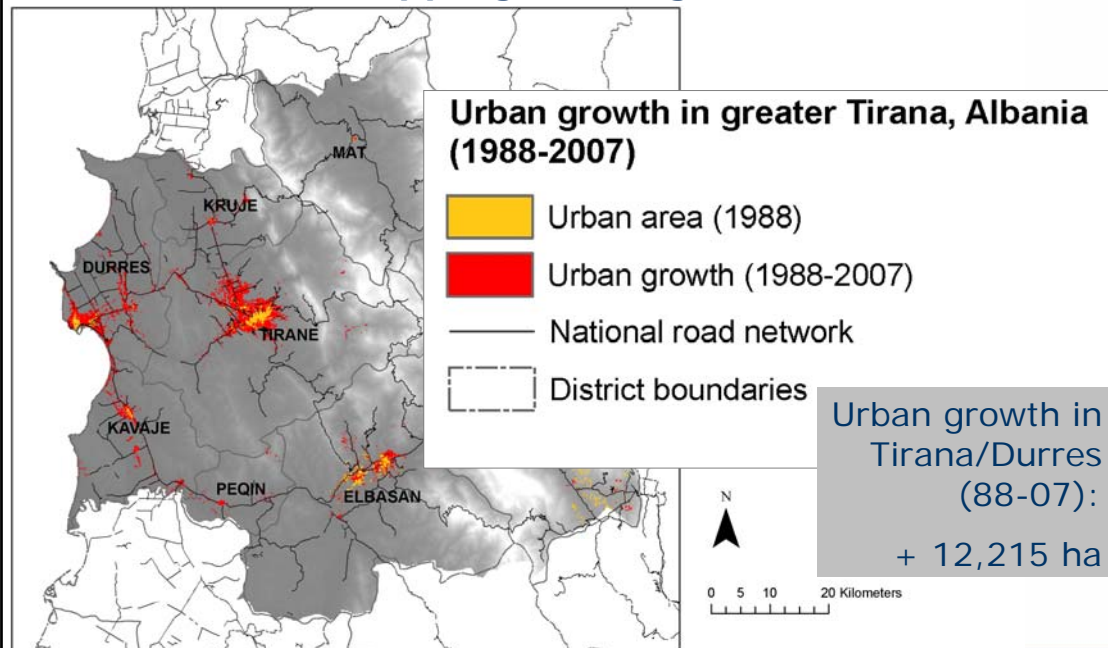 Urban growth in greater Tirana, Albania
(1988-2007)
Urban area (1988)
Urban growth (1988-2007)
National road network
District boundaries
MAT
KRUJE
DURRES
TIRANË
KAVAJE
PEQIN
ELBASAN
Urban growth in
Tirana/Durres
(88-07):
+ 12,215 ha
N
0 5 10 20 Kilometers